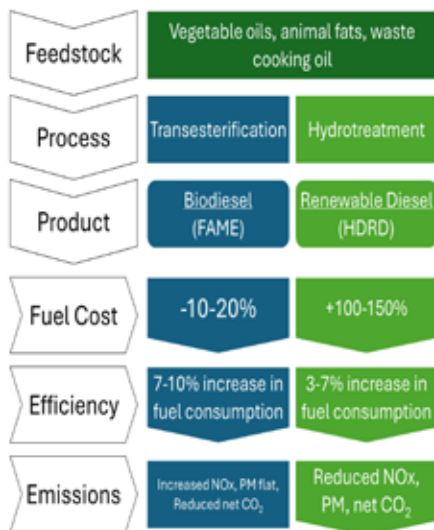 Feedstock
Vegetable oils, animal fats, waste
cooking oil
Process
Transesterification
Hydrotreatment
Product
Biodiesel
(FAME)
Renewable Diesel
(HDRD)
Fuel Cost
-10-20%
+100-150%
Efficiency
7-10% increase in
fuel consumption
3-7% increase in
fuel consumption
Emissions
Increased NOx, PM flat,
Reduced net CO₂
Reduced NOx,
PM, net CO₂